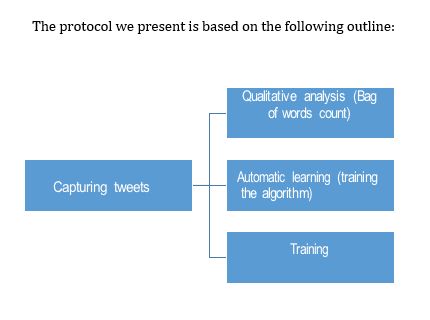 The protocol we present is based on the following outline:
Qualitative analysis (Bag
of words count)
Capturing tweets
Automatic learning (training
the algorithm)
Training